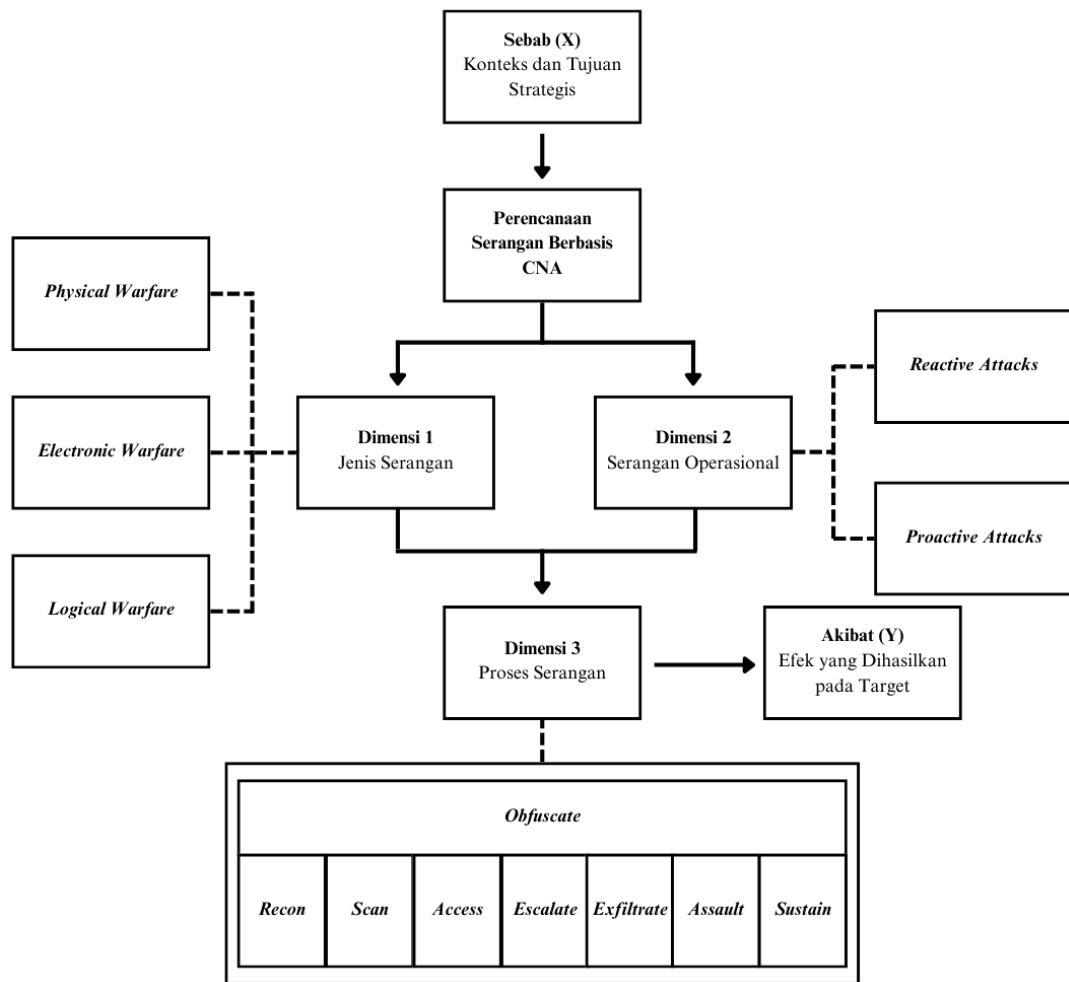 Sebab (X)
Konteks dan Tujuan
Strategis
Perencanaan
Serangan Berbasis
CNA
Physical Warfare
Electronic Warfare
Logical Warfare
Dimensi 1
Jenis Serangan
Dimensi 2
Serangan Operasional
Reactive Attacks
Proactive Attacks
Dimensi 3
Proses Serangan
Akibat (Y)
Efek yang Dihasilkan
pada Target
Obfuscate
Recon
Scan
Access
Escalate
Exfiltrate
Assault
Sustain